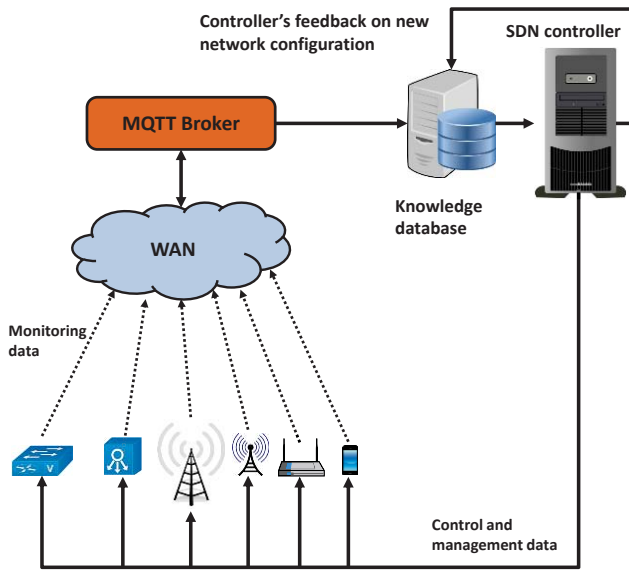 Controller’s feedback on new
network configuration
SDN controller
MQTT Broker
Knowledge
database
WAN
Monitoring
data
V
Control and
management data